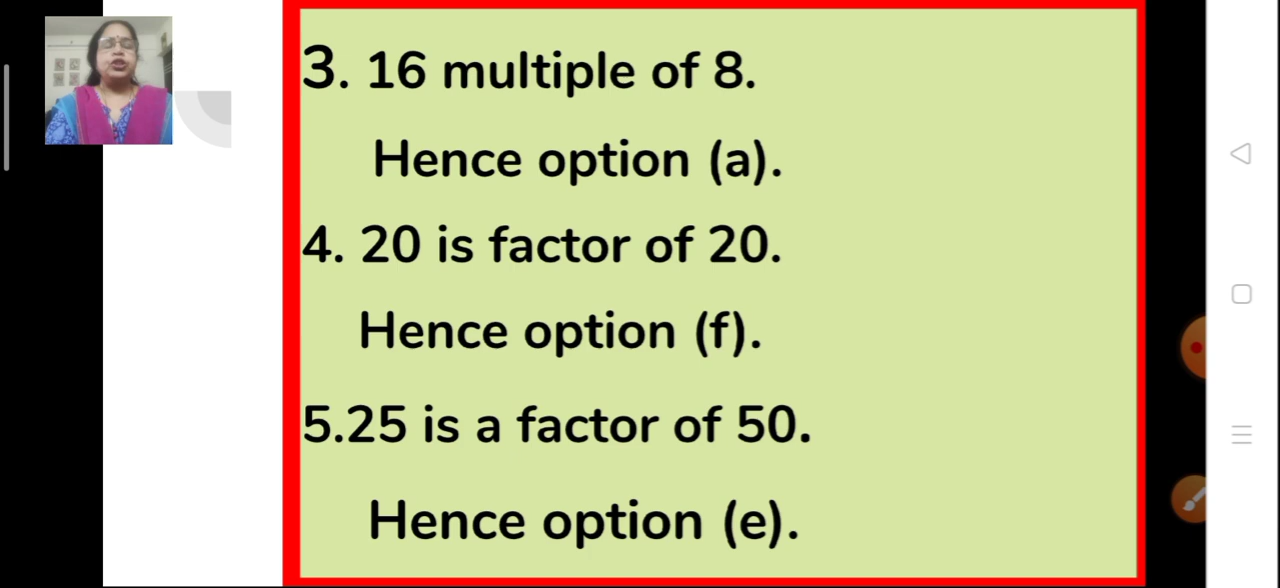 3. 16 multiple of 8.
Hence option (a).
4. 20 is factor of 20.
Hence option (f).
5.25 is a factor of 50.
Hence option (e).